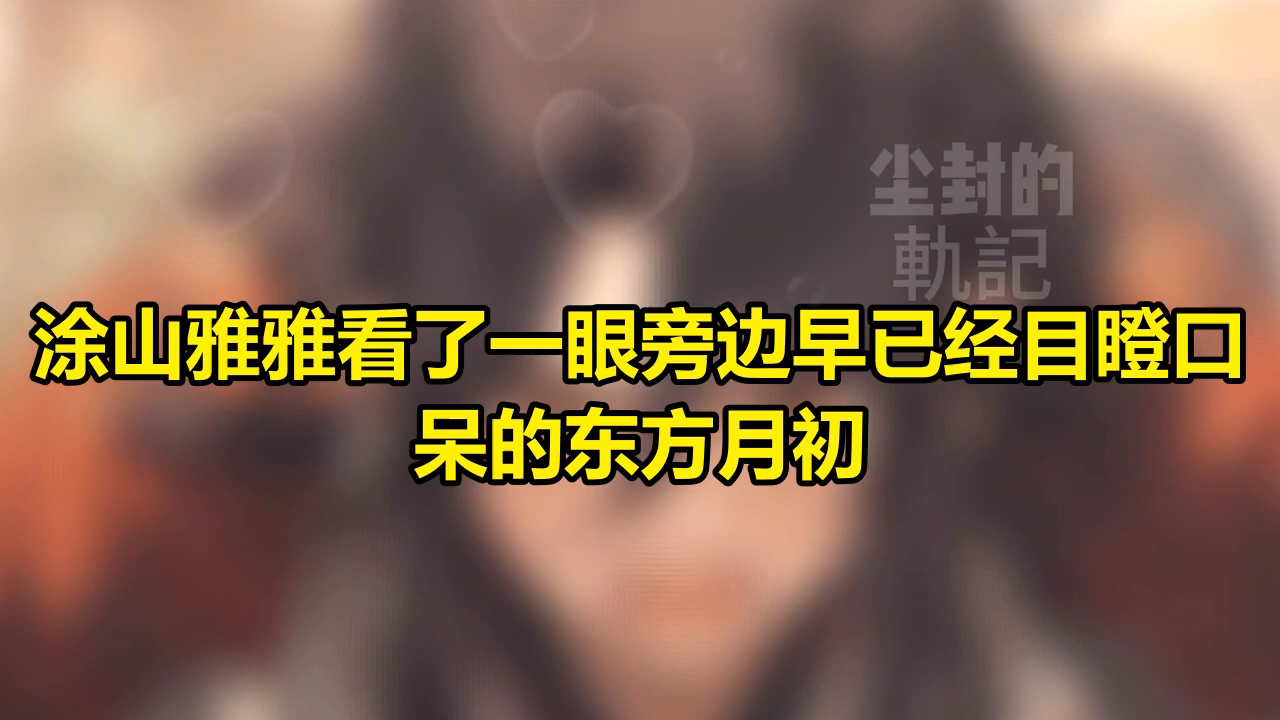 尘封的
軌記
涂山雅雅看了一眼旁边早已经目瞪口
呆的东方月初